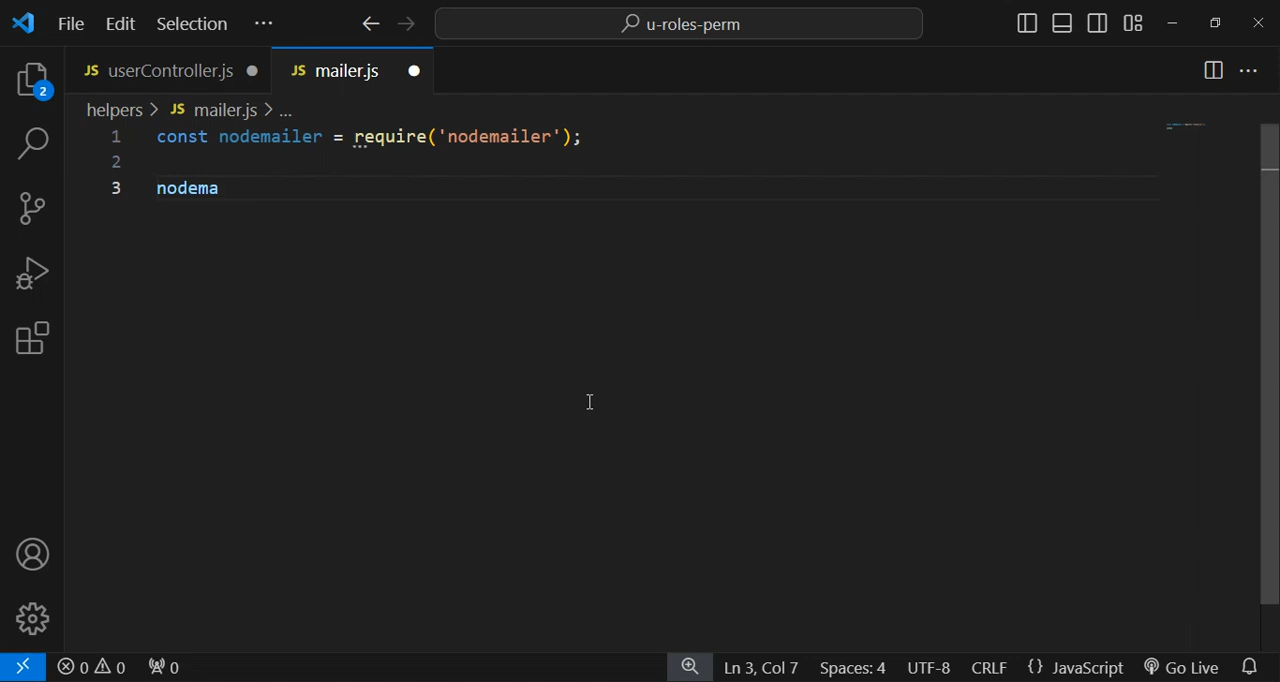 File Edit Selection ··· u-roles-perm
JS userController.js JS mailer.js
helpers > JS mailer.js > ...
1 const nodemailer = require('nodemailer');
2
3 nodema
2
0 0 0 Ln 3, Col 7 Spaces: 4 UTF-8 CRLF {} JavaScript Go Live